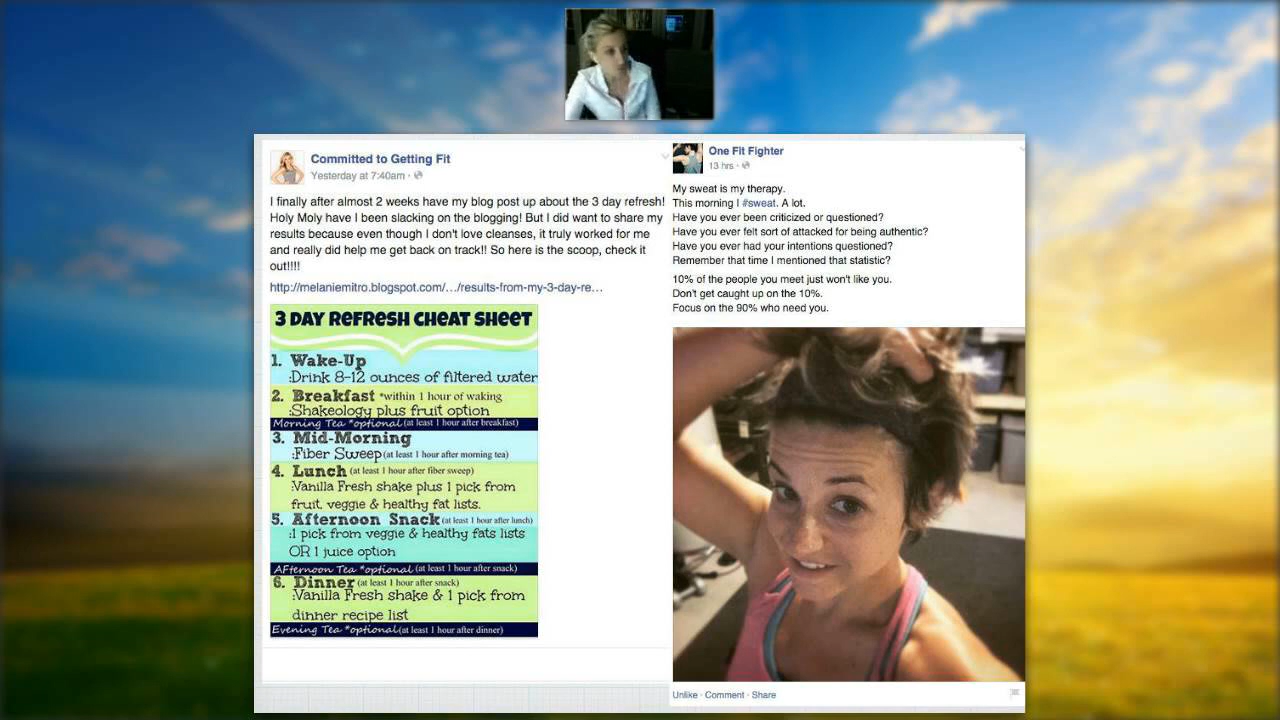 Committed to Getting Fit
Yesterday at 7:40am ·
I finally after almost 2 weeks have my blog post up about the 3 day refresh!
Holy Moly have I been slacking on the blogging! But I did want to share my
results because even though I don't love cleanses, it truly worked for me
and really did help me get back on track!! So here is the scoop, check it
out!!!!
http://melaniemitro.blogspot.com/…/results-from-my-3-day-re…
3 DAY REFRESH CHEAT SHEET
1. Wake-Up
:Drink 8-12 ounces of filtered water
2. Breakfast *within 1 hour of waking
:Shakeology plus fruit option
Morning Tea *optional (at least 1 hour after breakfast)
3. Mid-Morning
:Fiber Sweep (at least 1 hour after morning tea)
4. Lunch (at least 1 hour after fiber sweep)
:Vanilla Fresh shake plus 1 pick from
fruit, veggie & healthy fat lists.
5. Afternoon Snack (at least 1 hour after lunch)
:1 pick from veggie & healthy fats lists
OR 1 juice option
AFternoon Tea *optional (at least 1 hour after snack)
6. Dinner (at least 1 hour after snack)
:Vanilla Fresh shake & 1 pick from
dinner recipe list
Evening Tea *optional (at least 1 hour after dinner)
One Fit Fighter
13 hrs ·
My sweat is my therapy.
This morning I #sweat. A lot.
Have you ever been criticized or questioned?
Have you ever felt sort of attacked for being authentic?
Have you ever had your intentions questioned?
Remember that time I mentioned that statistic?
10% of the people you meet just won't like you.
Don't get caught up on the 10%.
Focus on the 90% who need you.
Unlike · Comment · Share